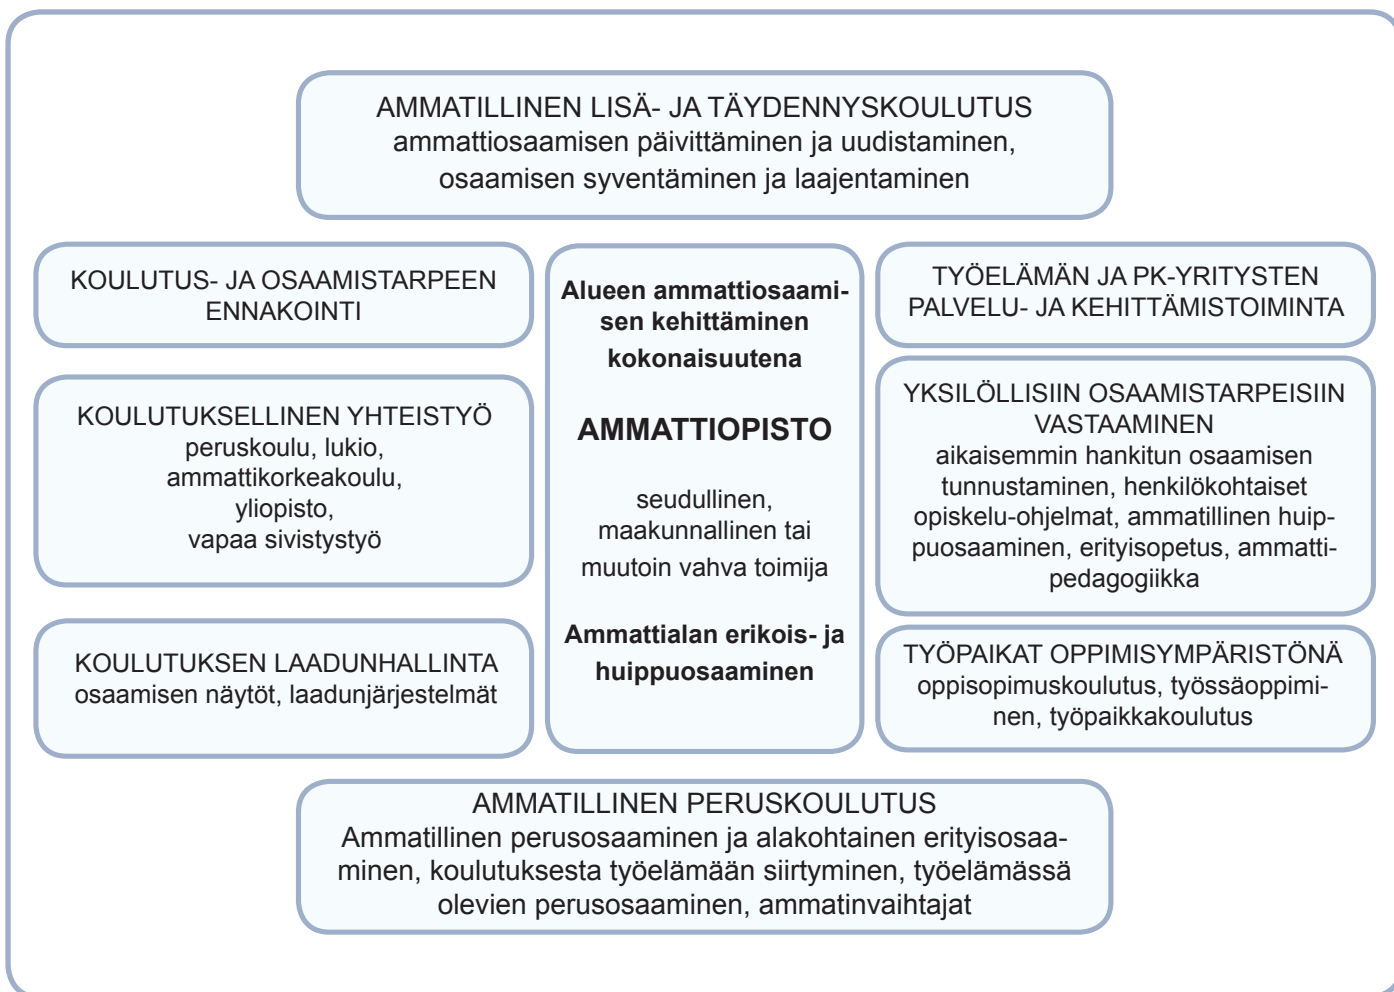 AMMATILLINEN LISÄ- JA TÄYDENNYSKOULUTUS
ammattiosaamisen päivittäminen ja uudistaminen,
osaamisen syventäminen ja laajentaminen
KOULUTUS- JA OSAAMISTARPEEN
ENNAKOINTI
KOULUTUKSELLINEN YHTEISTYÖ
peruskoulu, lukio,
ammattikorkeakoulu,
yliopisto,
vapaa sivistystyö
KOULUTUKSEN LAADUNHALLINTA
osaamisen näytöt, laadunjärjestelmät
Alueen ammattiosaami-
sen kehittäminen
kokonaisuutena
AMMATTIOPISTO
seudullinen,
maakunnallinen tai
muutoin vahva toimija
Ammattialan erikois- ja
huippuosaaminen
TYÖELÄMÄN JA PK-YRITYSTEN
PALVELU- JA KEHITTÄMISTOIMINTA
YKSILÖLLISIIN OSAAMISTARPEISIIN
VASTAAMINEN
aikaisemmin hankitun osaamisen
tunnustaminen, henkilökohtaiset
opiskelu-ohjelmat, ammatillinen huip-
puosaaminen, erityisopetus, ammatti-
pedagogiikka
TYÖPAIKAT OPPIMISYMPÄRISTÖNÄ
oppisopimuskoulutus, työssäoppimi-
nen, työpaikkakoulutus
AMMATILLINEN PERUSKOULUTUS
Ammatillinen perusosaaminen ja alakohtainen erityisosaa-
minen, koulutuksesta työelämään siirtyminen, työelämässä
olevien perusosaaminen, ammatinvaihtajat